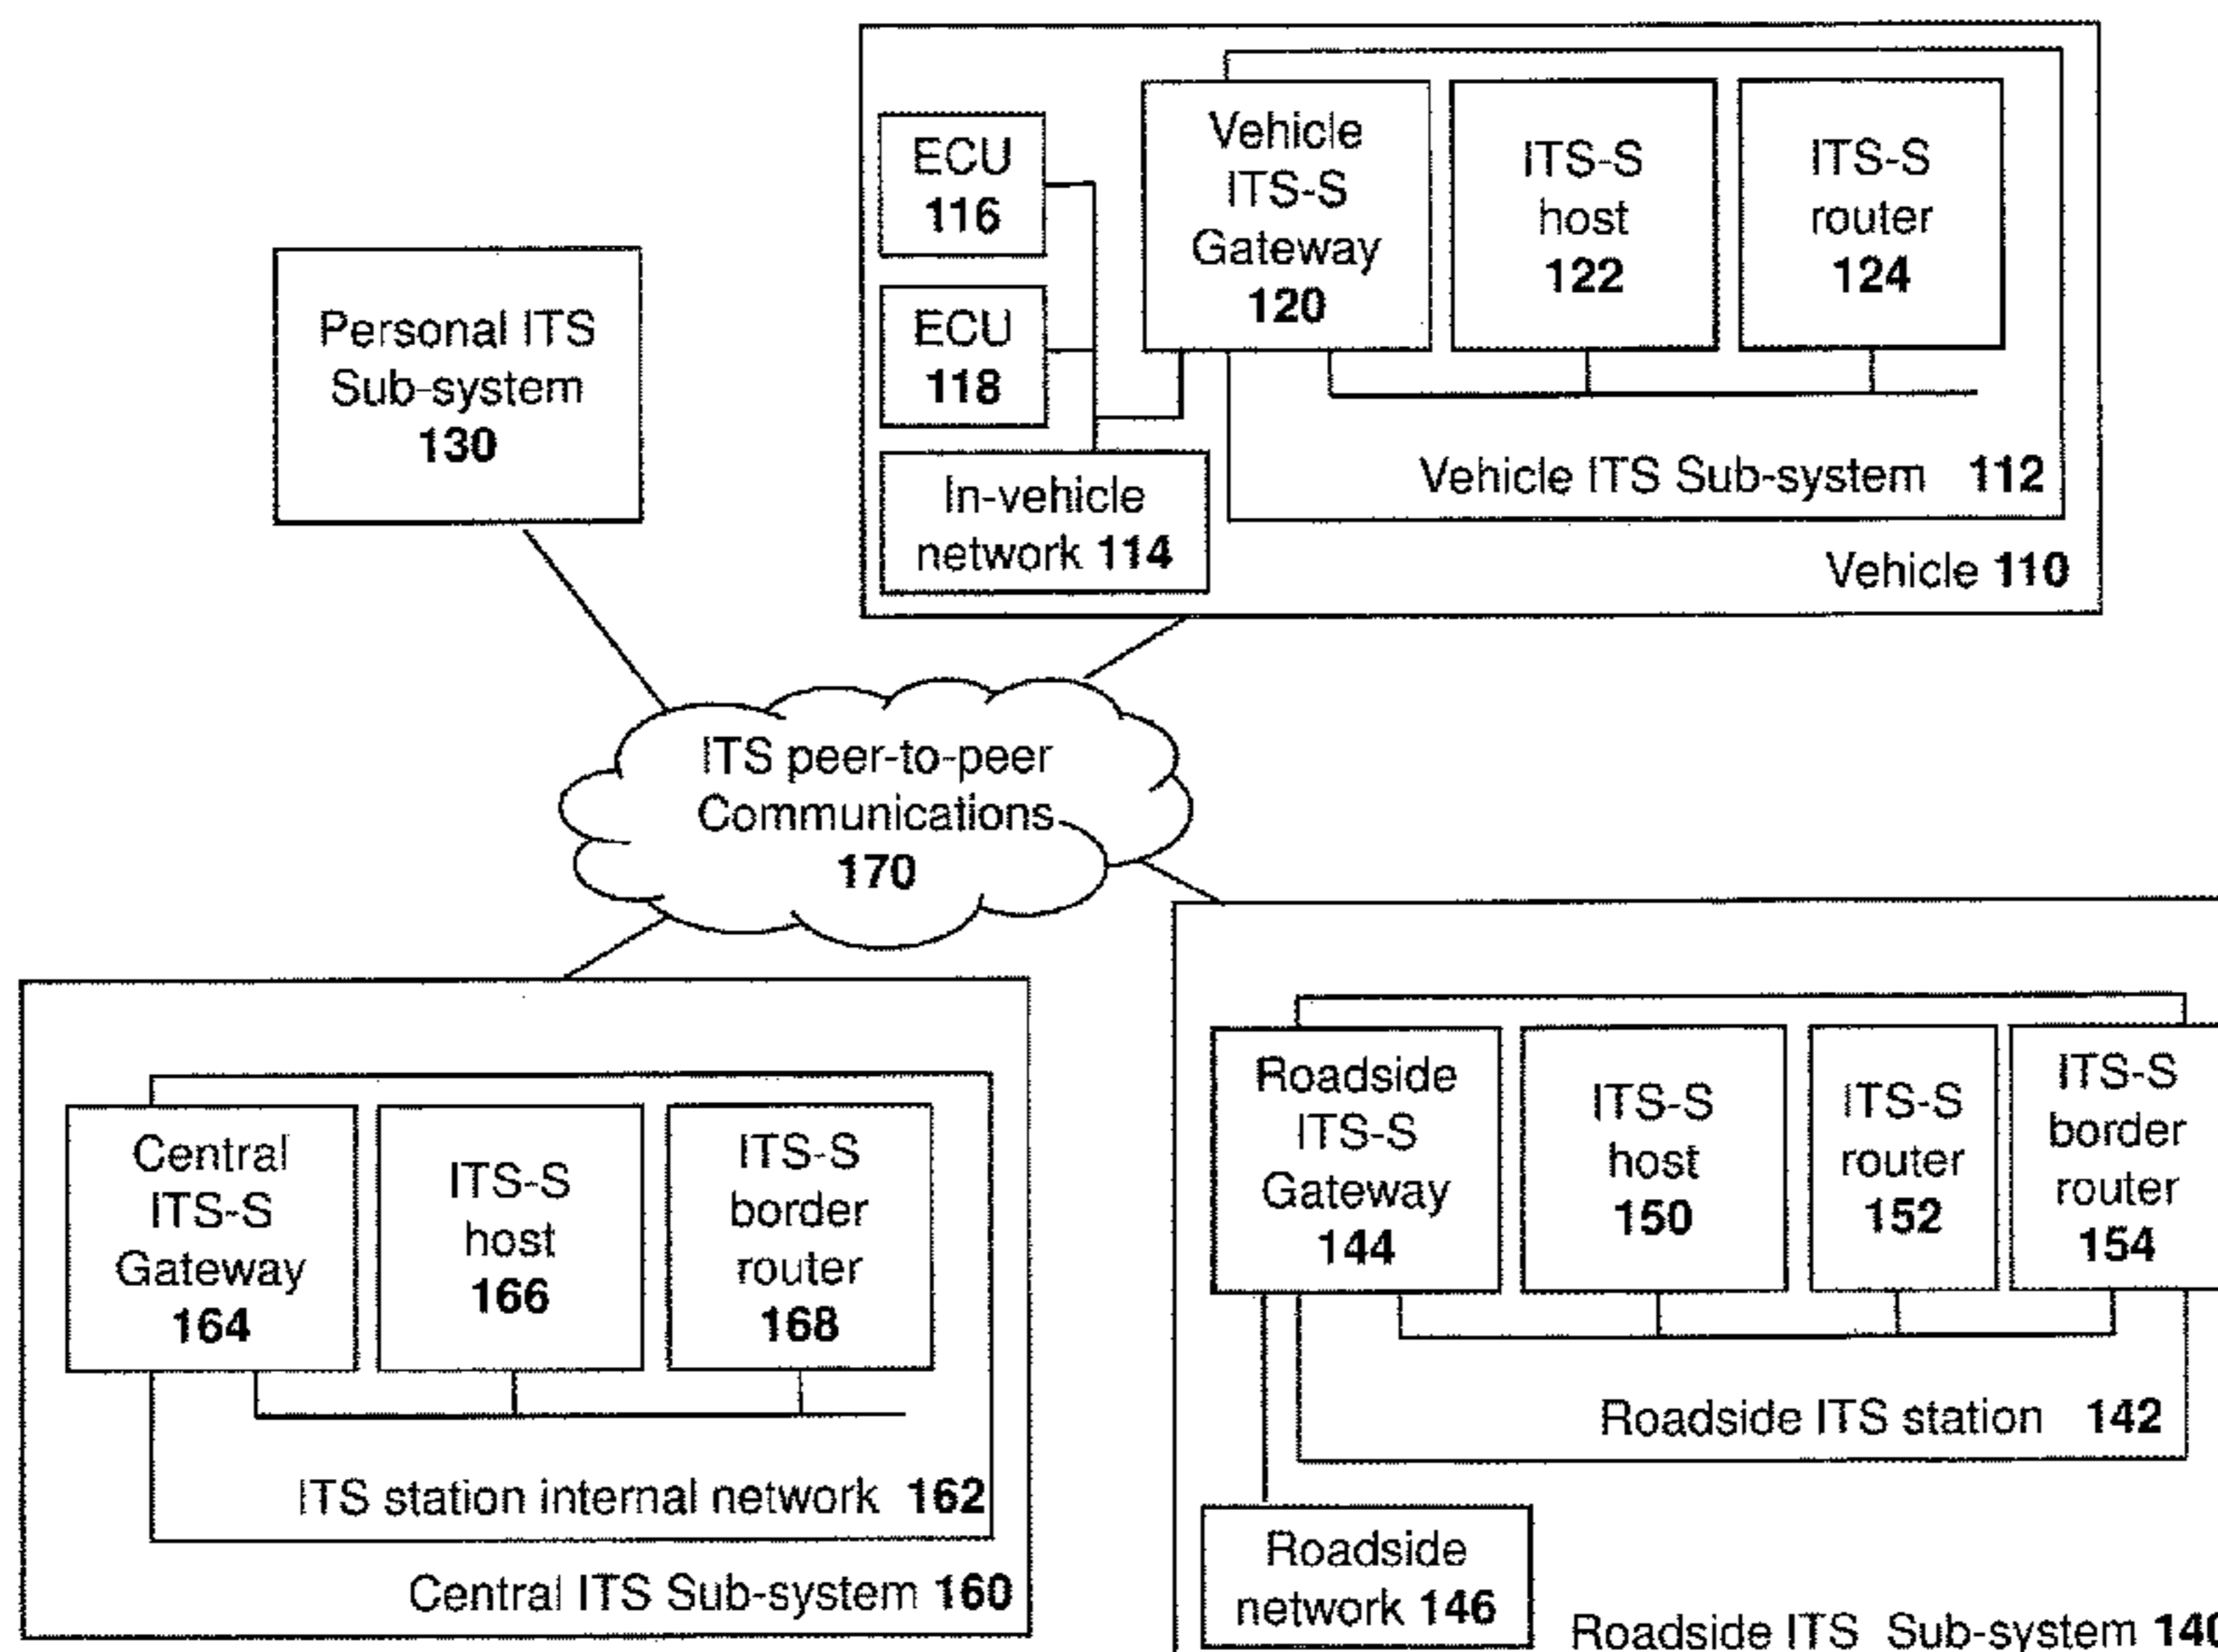 ECU
116
ECU
118
In-vehicle
network 114
Vehicle
ITS-S
Gateway
120
ITS-S
host
122
ITS-S
router
124
Vehicle ITS Sub-system 112
Vehicle 110
Personal ITS
Sub-system
130
ITS peer-to-peer
Communications
170
Central
ITS-S
Gateway
164
ITS-S
host
166
ITS-S
border
router
168
ITS station internal network 162
Central ITS Sub-system 160
Roadside
ITS-S
Gateway
144
ITS-S
host
150
ITS-S
router
152
ITS-S
border
router
154
Roadside ITS station 142
Roadside
network 146
Roadside ITS Sub-system 140